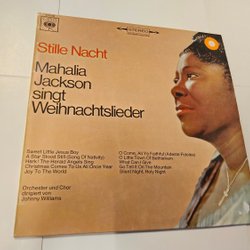 STEREO
CBS
Stille Nacht
Mahalia
Jackson
singt
Weihnachtslieder
Sweet Little Jesus Boy
A Star Stood Still (Song Of Nativity)
Hark! The Herald Angels Sing
Christmas Comes To Us All Once A Year
Joy To The World
O Come, All Ye Faithful (Adeste Fideles)
O Little Town Of Bethlehem
What Can I Give
Go Tell It On The Mountain
Silent Night, Holy Night
Orchester und Chor
dirigiert von
Johnny Williams